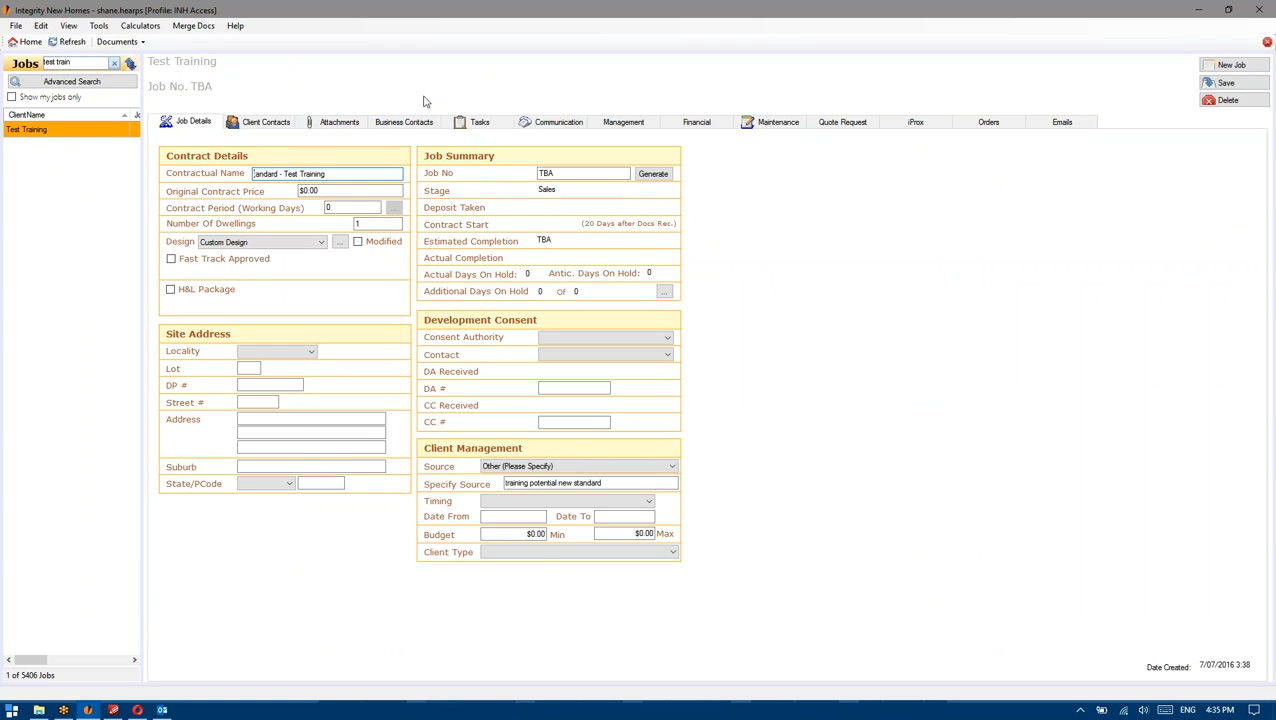 Integrity New Homes - shane.hearps [Profile: INH Access]
File Edit View Tools Calculators Merge Docs Help
Home Refresh Documents
Jobs test train
Advanced Search
Show my jobs only
ClientName
Test Training
1 of 5406 Jobs
Test Training
Job No. TBA
New Job
Save
Delete
Job Details Client Contacts Attachments Business Contacts Tasks Communication Management Financial Maintenance Quote Request iProx Orders Emails
Contract Details
Contractual Name andard - Test Training
Original Contract Price $0.00
Contract Period (Working Days) 0 ...
Number Of Dwellings 1
Design Custom Design ... Modified
Fast Track Approved
H&L Package
Site Address
Locality
Lot
DP #
Street #
Address
Suburb
State/PCode
Job Summary
Job No TBA Generate
Stage Sales
Deposit Taken
Contract Start (20 Days after Docs Rec.)
Estimated Completion TBA
Actual Completion
Actual Days On Hold: 0 Antic. Days On Hold: 0
Additional Days On Hold 0 Of 0 ...
Development Consent
Consent Authority
Contact
DA Received
DA #
CC Received
CC #
Client Management
Source Other (Please Specify)
Specify Source training potential new standard
Timing
Date From Date To
Budget $0.00 Min $0.00 Max
Client Type
Date Created: 7/07/2016 3:38
ENG 4:35 PM